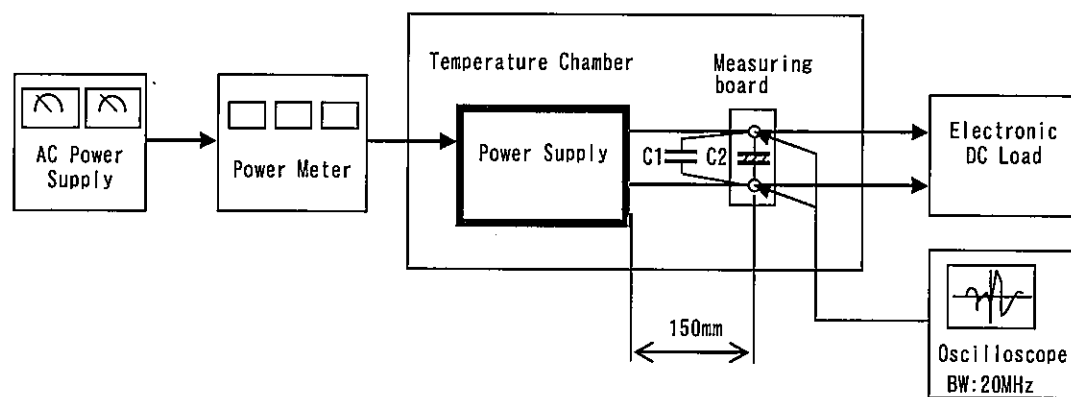 Temperature Chamber
Measuring
board
AC Power
Supply
Power Meter
Power Supply
C1
C2
Electronic
DC Load
150mm
Oscilloscope
BW:20MHz